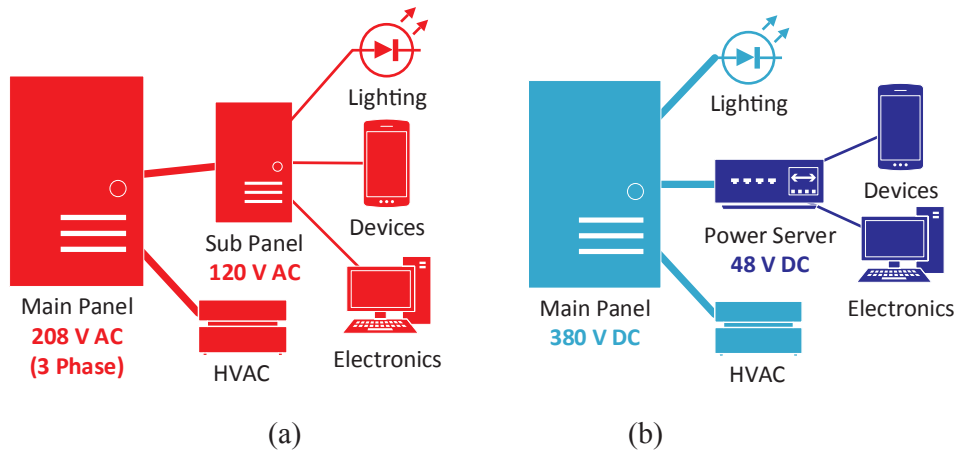 Lighting
Devices
Sub Panel
120 V AC
Main Panel
208 V AC
(3 Phase)
HVAC
Electronics
(a)
Lighting
Devices
Power Server
48 V DC
Electronics
Main Panel
380 V DC
HVAC
(b)